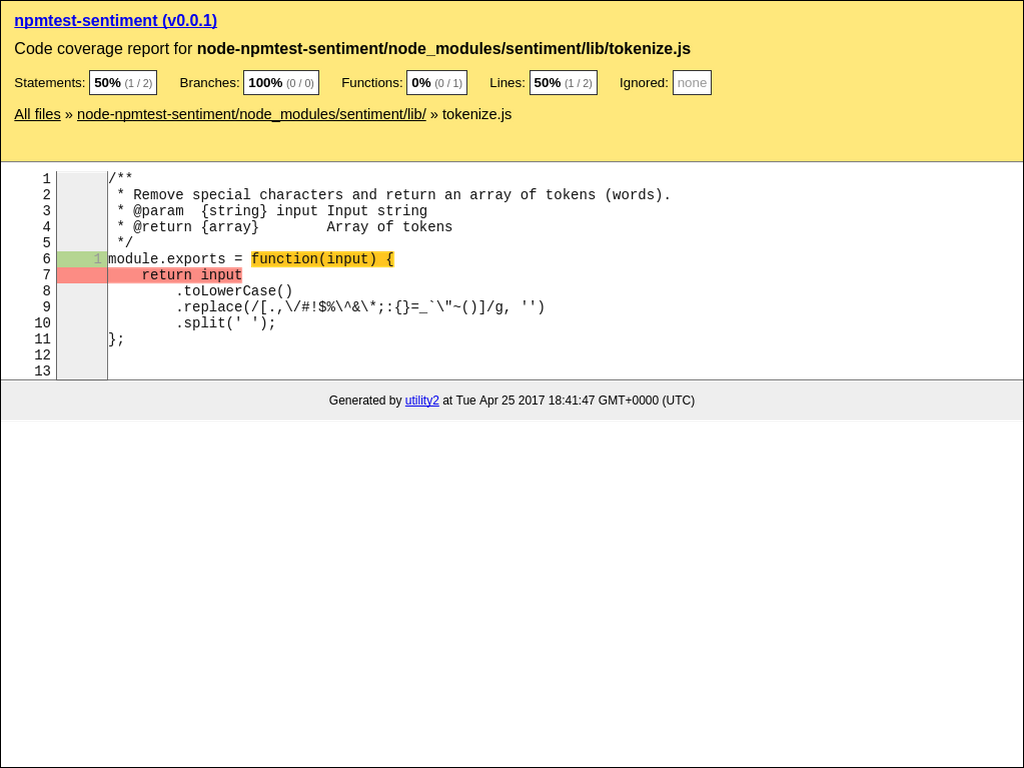 npmtest-sentiment (v0.0.1)
Code coverage report for node-npmtest-sentiment/node_modules/sentiment/lib/tokenize.js
Statements: 50% (1 / 2) Branches: 100% (0 / 0) Functions: 0% (0 / 1) Lines: 50% (1 / 2) Ignored: none
All files » node-npmtest-sentiment/node_modules/sentiment/lib/ » tokenize.js
1 /**
2  * Remove special characters and return an array of tokens (words).
3  * @param  {string} input Input string
4  * @return {array}        Array of tokens
5  */
6 1 module.exports = function(input) {
7     return input
8         .toLowerCase()
9         .replace(/[.,\/#!$%\^&\*;:{}=_`\"~()]/g, '')
10         .split(' ');
11 };
12
13
Generated by utility2 at Tue Apr 25 2017 18:41:47 GMT+0000 (UTC)